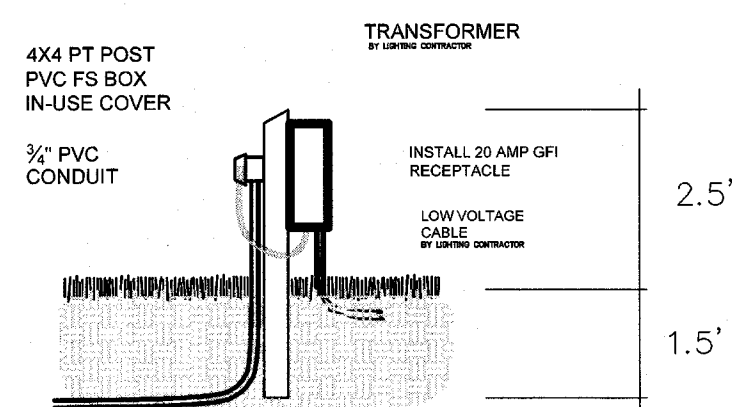 TRANSFORMER
BY LIGHTING CONTRACTOR
4X4 PT POST
PVC FS BOX
IN-USE COVER
¾" PVC
CONDUIT
INSTALL 20 AMP GFI
RECEPTACLE
LOW VOLTAGE
CABLE
BY LIGHTING CONTRACTOR
2.5'
1.5'